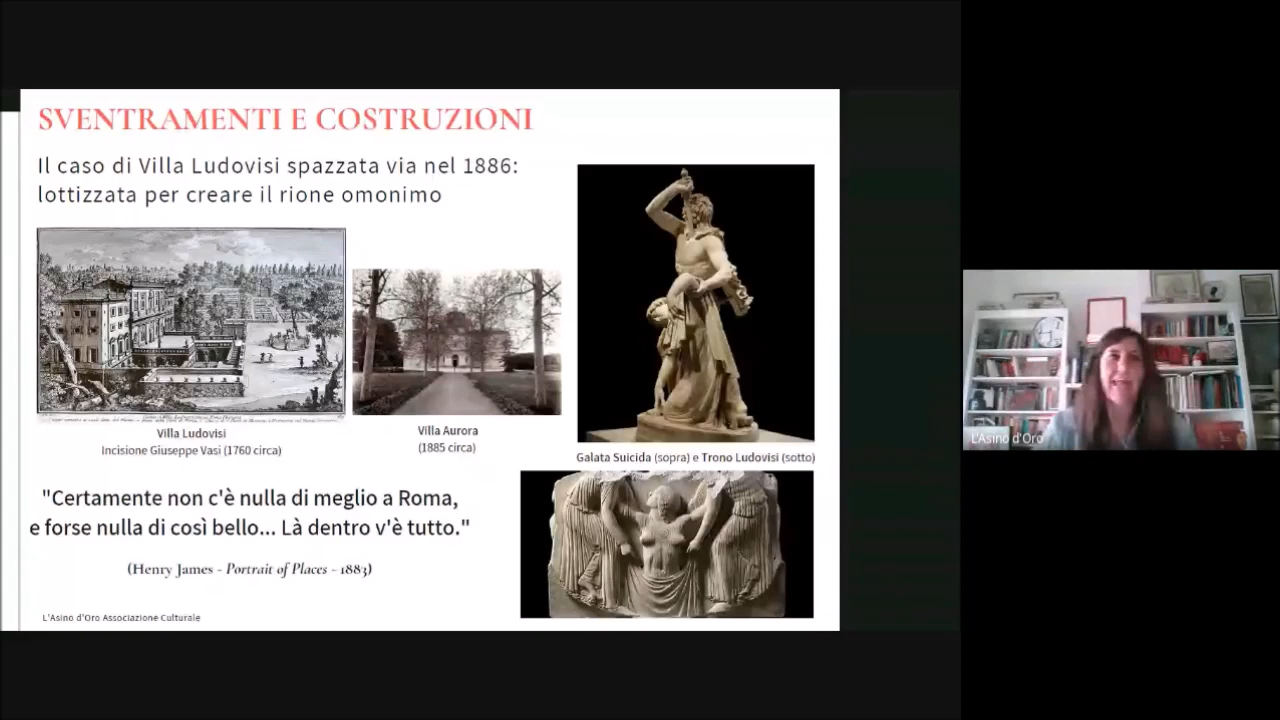 SVENTRAMENTI E COSTRUZIONI
Il caso di Villa Ludovisi spazzata via nel 1886:
lottizzata per creare il rione omonimo
Villa Ludovisi
Incisione Giuseppe Vasi (1760 circa)
Villa Aurora
(1885 circa)
Galata Suicida (sopra) e Trono Ludovisi (sotto)
"Certamente non c'è nulla di meglio a Roma,
e forse nulla di così bello... Là dentro v'è tutto."
(Henry James - Portrait of Places - 1883)
L'Asino d'Oro Associazione Culturale
L'Asino d'Oro